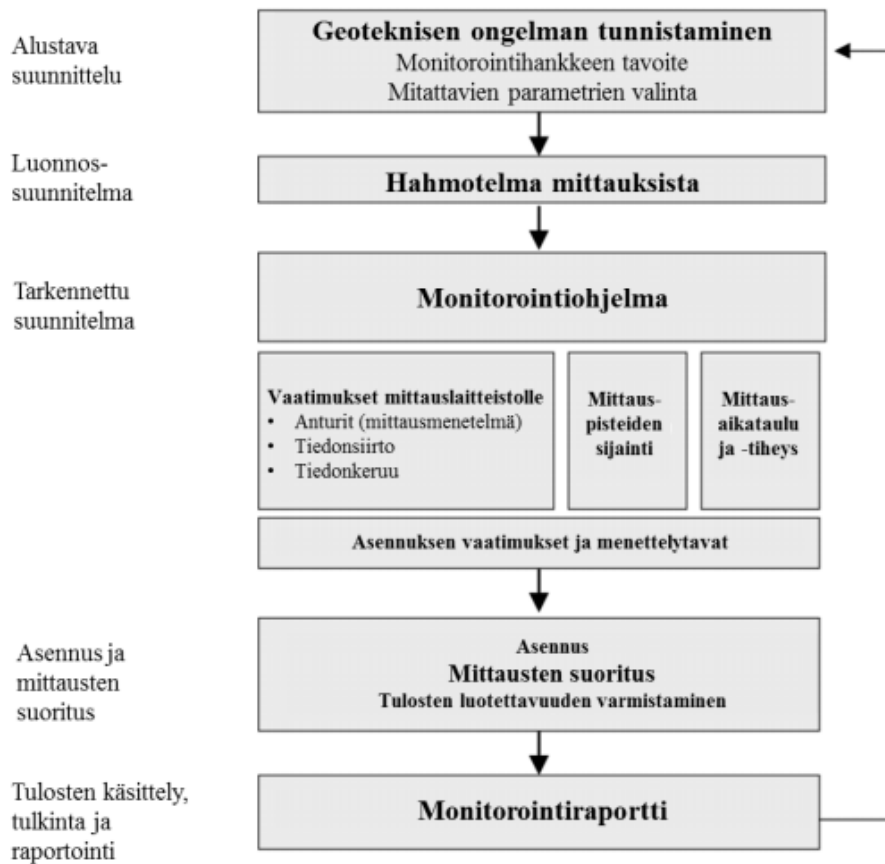 Alustava
suunnittelu
Geoteknisen ongelman tunnistaminen
Monitorointihankkeen tavoite
Mitattavien parametrien valinta
Luonnos-
suunnitelma
Hahmotelma mittauksista
Tarkennettu
suunnitelma
Monitorointiohjelma
Vaatimukset mittauslaitteistolle
• Anturit (mittausmenetelmä)
• Tiedonsiirto
• Tiedonkeruu
Mittaus-
pisteiden
sijainti
Mittaus-
aikataulu
ja -tiheys
Asennuksen vaatimukset ja menettelytavat
Asennus ja
mittausten
suoritus
Asennus
Mittausten suoritus
Tulosten luotettavuuden varmistaminen
Tulosten käsittely,
tulkinta ja
raportointi
Monitorointiraportti